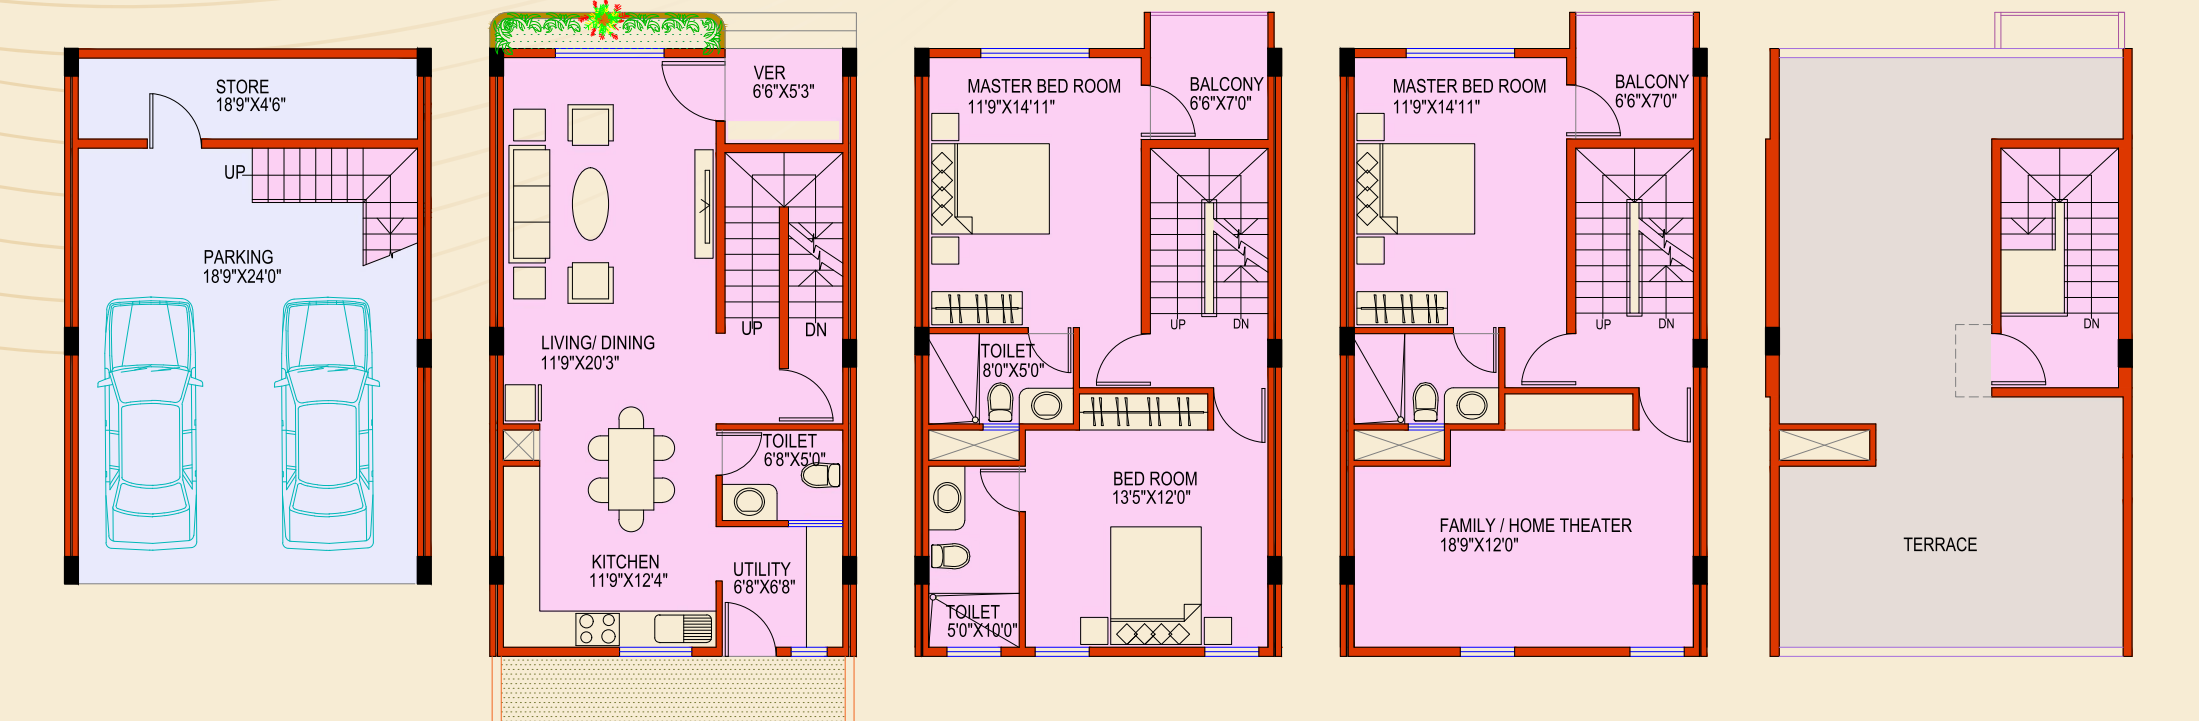 STORE
18'9"X4'6"
UP
PARKING
18'9"X24'0"
VER
6'6"X5'3"
UP
DN
LIVING/ DINING
11'9"X20'3"
TOILET
6'8"X5'0"
KITCHEN
11'9"X12'4"
UTILITY
6'8"X6'8"
MASTER BED ROOM
11'9"X14'11"
BALCONY
6'6"X7'0"
UP
DN
TOILET
8'0"X5'0"
BED ROOM
13'5"X12'0"
TOILET
5'0"X10'0"
MASTER BED ROOM
11'9"X14'11"
BALCONY
6'6"X7'0"
UP
DN
FAMILY / HOME THEATER
18'9"X12'0"
DN
TERRACE